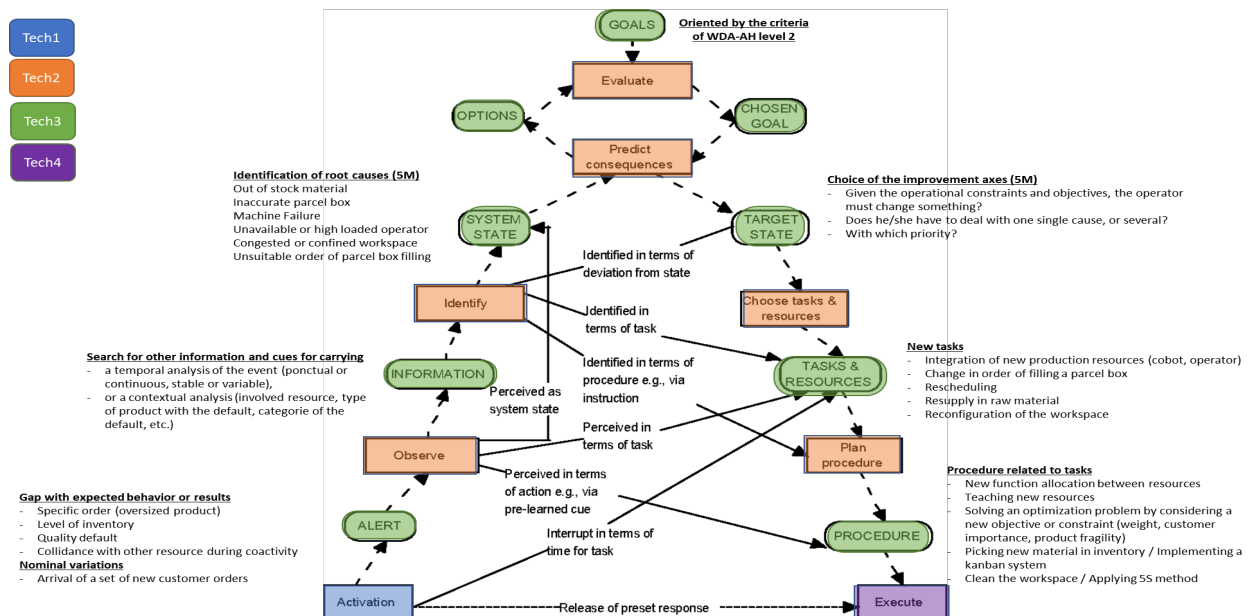 Tech1
Tech2
Tech3
Tech4
GOALS
Oriented by the criteria
of WDA-AH level 2
Evaluate
OPTIONS
CHOSEN
GOAL
Predict
consequences
Identification of root causes (5M)
Out of stock material
Inaccurate parcel box
Machine Failure
Unavailable or high loaded operator
Congested or confined workspace
Unsuitable order of parcel box filling
Choice of the improvement axes (5M)
- Given the operational constraints and objectives, the operator
must change something?
- Does he/she have to deal with one single cause, or several?
- With which priority?
SYSTEM
STATE
TARGET
STATE
Identified in terms of
deviation from state
Identify
Choose tasks &
resources
Identified in
terms of task
Search for other information and cues for carrying
- a temporal analysis of the event (ponctual or
continuous, stable or variable),
- or a contextual analysis (involved resource, type
of product with the default, categorie of the
default, etc.)
INFORMATION
Identified in terms of
procedure e.g., via
instruction
TASKS &
RESOURCES
New tasks
- Integration of new production resources (cobot, operator)
- Change in order of filling a parcel box
- Rescheduling
- Resupply in raw material
- Reconfiguration of the workspace
Perceived as
system state
Perceived in
terms of task
Observe
Plan
procedure
Perceived in terms
of action e.g., via
pre-learned cue
Gap with expected behavior or results
- Specific order (oversized product)
- Level of inventory
- Quality default
- Collidance with other resource during coactivity
Nominal variations
- Arrival of a set of new customer orders
ALERT
Interrupt in terms of
time for task
PROCEDURE
Procedure related to tasks
- New function allocation between resources
- Teaching new resources
- Solving an optimization problem by considering a
new objective or constraint (weight, customer
importance, product fragility)
- Picking new material in inventory / Implementing a
kanban system
- Clean the workspace / Applying 5S method
Activation
Release of preset response
Execute